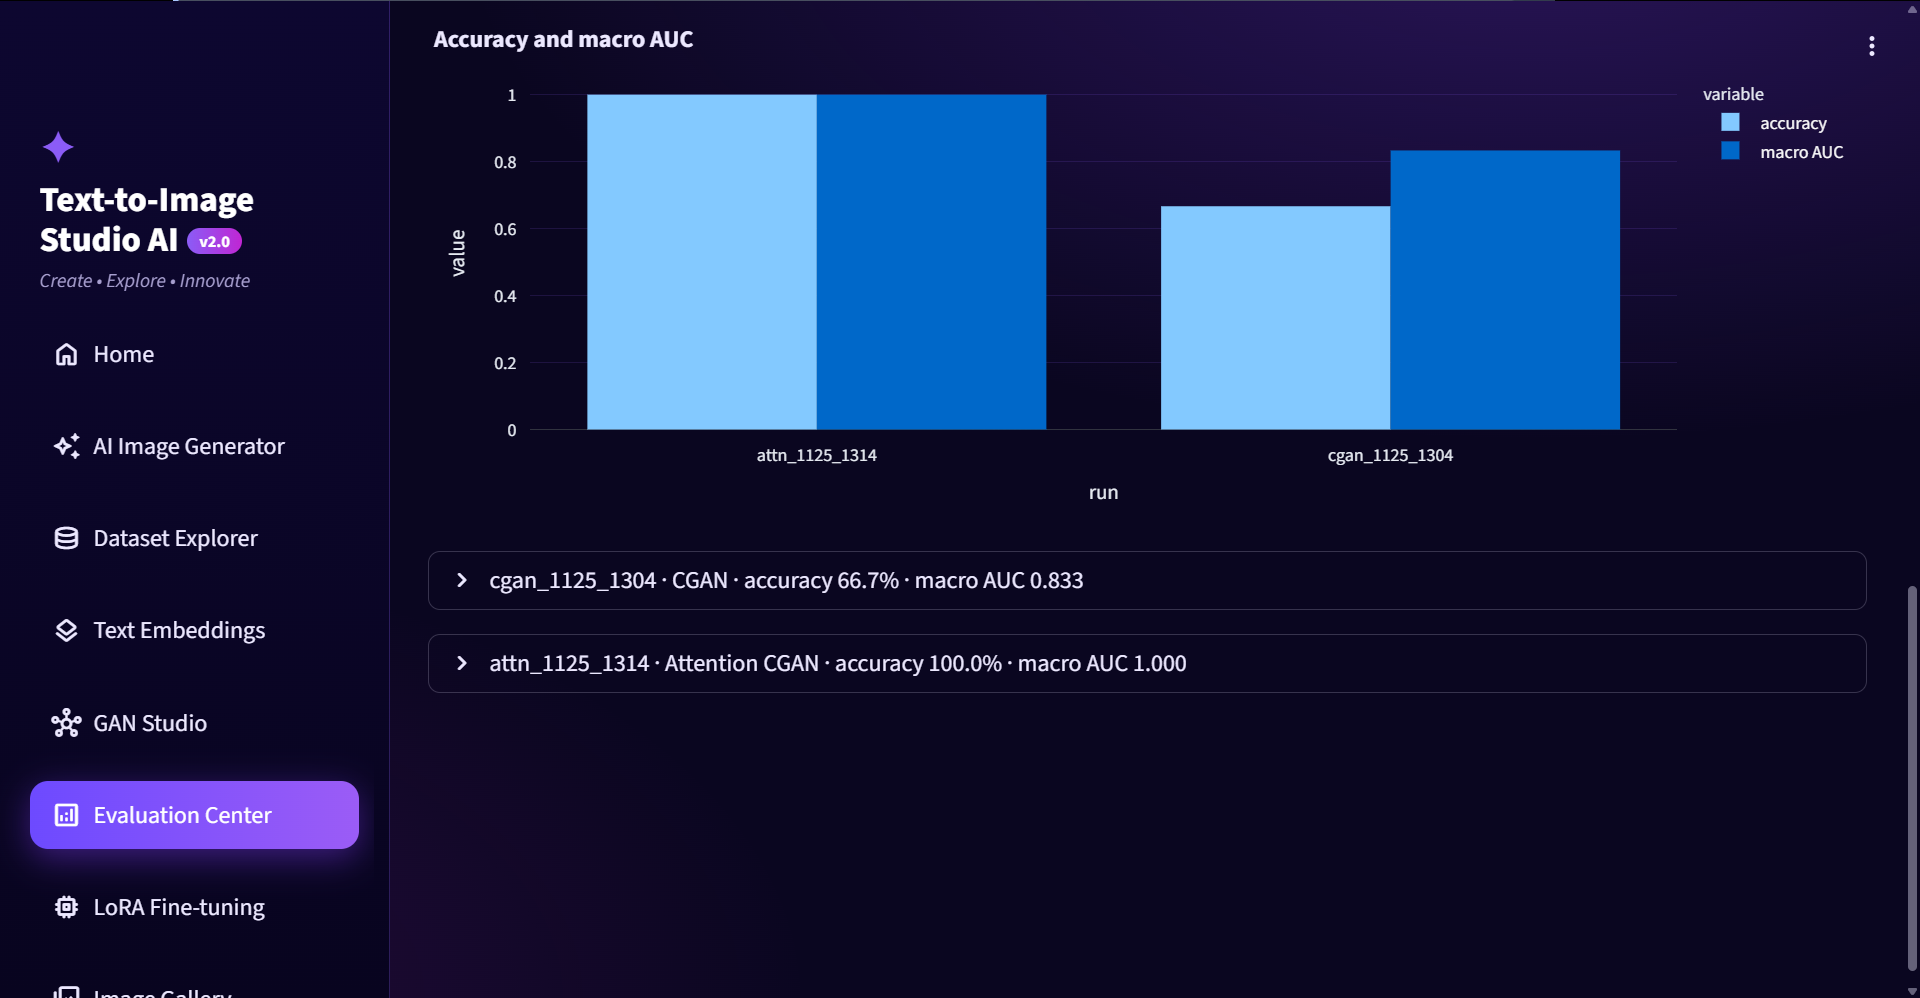 Text-to-Image
Studio AI v2.0
Create • Explore • Innovate
Home
AI Image Generator
Dataset Explorer
Text Embeddings
GAN Studio
Evaluation Center
LoRA Fine-tuning
Image Gallery
Accuracy and macro AUC
variable
accuracy
macro AUC
value
1
0.8
0.6
0.4
0.2
0
attn_1125_1314
cgan_1125_1304
run
cgan_1125_1304 · CGAN · accuracy 66.7% · macro AUC 0.833
attn_1125_1314 · Attention CGAN · accuracy 100.0% · macro AUC 1.000